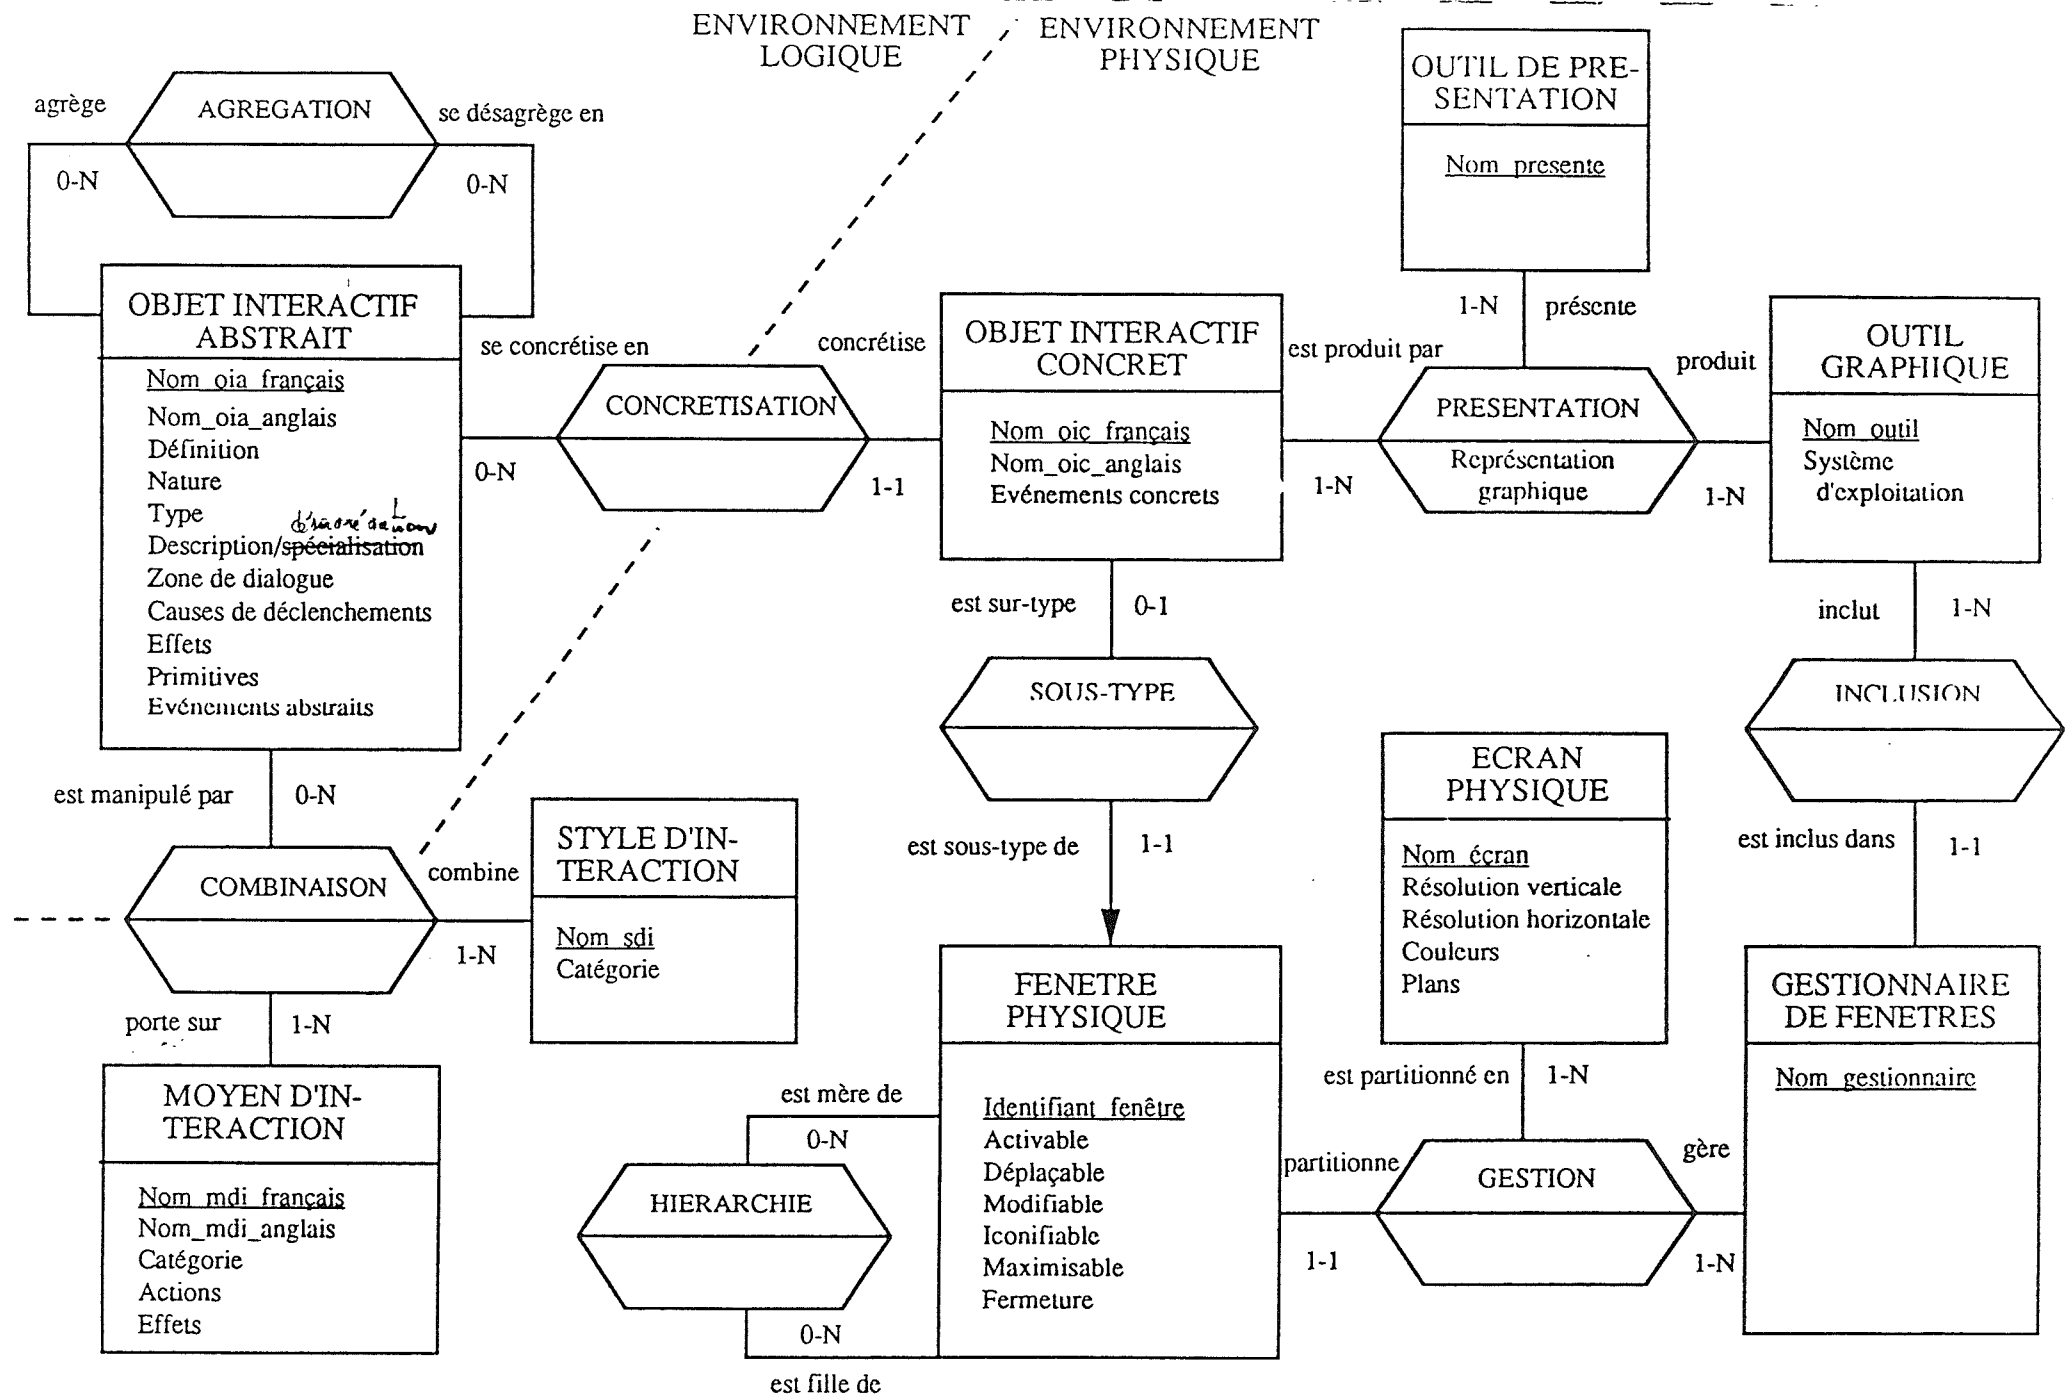 ENVIRONNEMENT
LOGIQUE
ENVIRONNEMENT
PHYSIQUE
agrège
AGREGATION
se désagrège en
0-N
0-N
OUTIL DE PRE-
SENTATION
Nom_presente
1-N
présente
OBJET INTERACTIF
ABSTRAIT
Nom_oia_français
Nom_oia_anglais
Définition
Nature
Type
Description/spécialisation
Zone de dialogue
Causes de déclenchements
Effets
Primitives
Evénements abstraits
se concrétise en
0-N
CONCRETISATION
concrétise
1-1
OBJET INTERACTIF
CONCRET
Nom_oic_français
Nom_oic_anglais
Evénements concrets
est produit par
1-N
PRESENTATION
Représentation
graphique
produit
1-N
OUTIL
GRAPHIQUE
Nom_outil
Système
d'exploitation
est sur-type
0-1
SOUS-TYPE
est sous-type de
1-1
inclut
1-N
INCLUSION
est inclus dans
1-1
est manipulé par
0-N
COMBINAISON
combine
1-N
STYLE D'IN-
TERACTION
Nom_sdi
Catégorie
porte sur
1-N
MOYEN D'IN-
TERACTION
Nom_mdi_français
Nom_mdi_anglais
Catégorie
Actions
Effets
ECRAN
PHYSIQUE
Nom_écran
Résolution verticale
Résolution horizontale
Couleurs
Plans
est partitionné en
1-N
FENETRE
PHYSIQUE
Identifiant_fenêtre
Activable
Déplaçable
Modifiable
Iconifiable
Maximisable
Fermeture
est mère de
0-N
HIERARCHIE
0-N
est fille de
partitionne
1-1
GESTION
gère
1-N
GESTIONNAIRE
DE FENETRES
Nom_gestionnaire